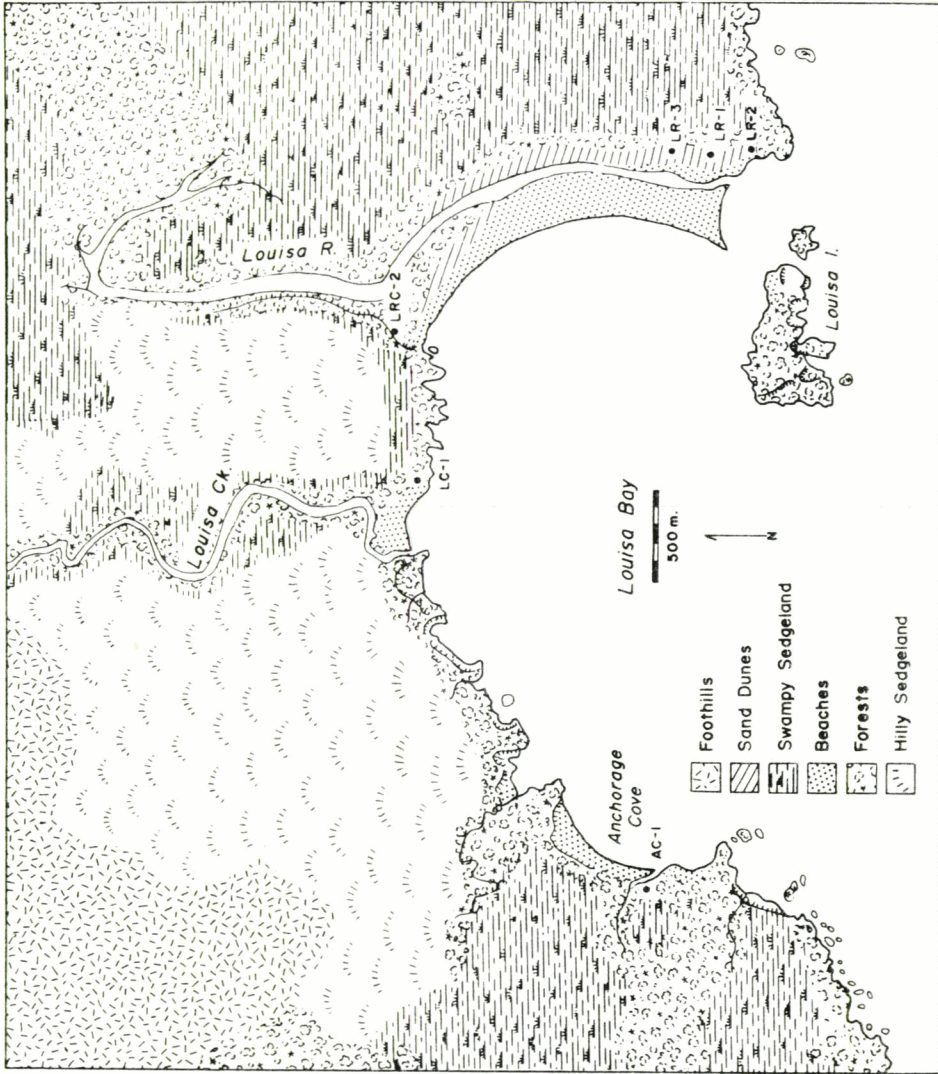 Louisa R.
Louisa Ck.
LRC-2
LR-3
LR-1
LR-2
LC-1
Louisa I.
Louisa Bay
500 m.
N
Anchorage
Cove
AC-1
Foothills
Sand Dunes
Swampy Sedgeland
Beaches
Forests
Hilly Sedgeland